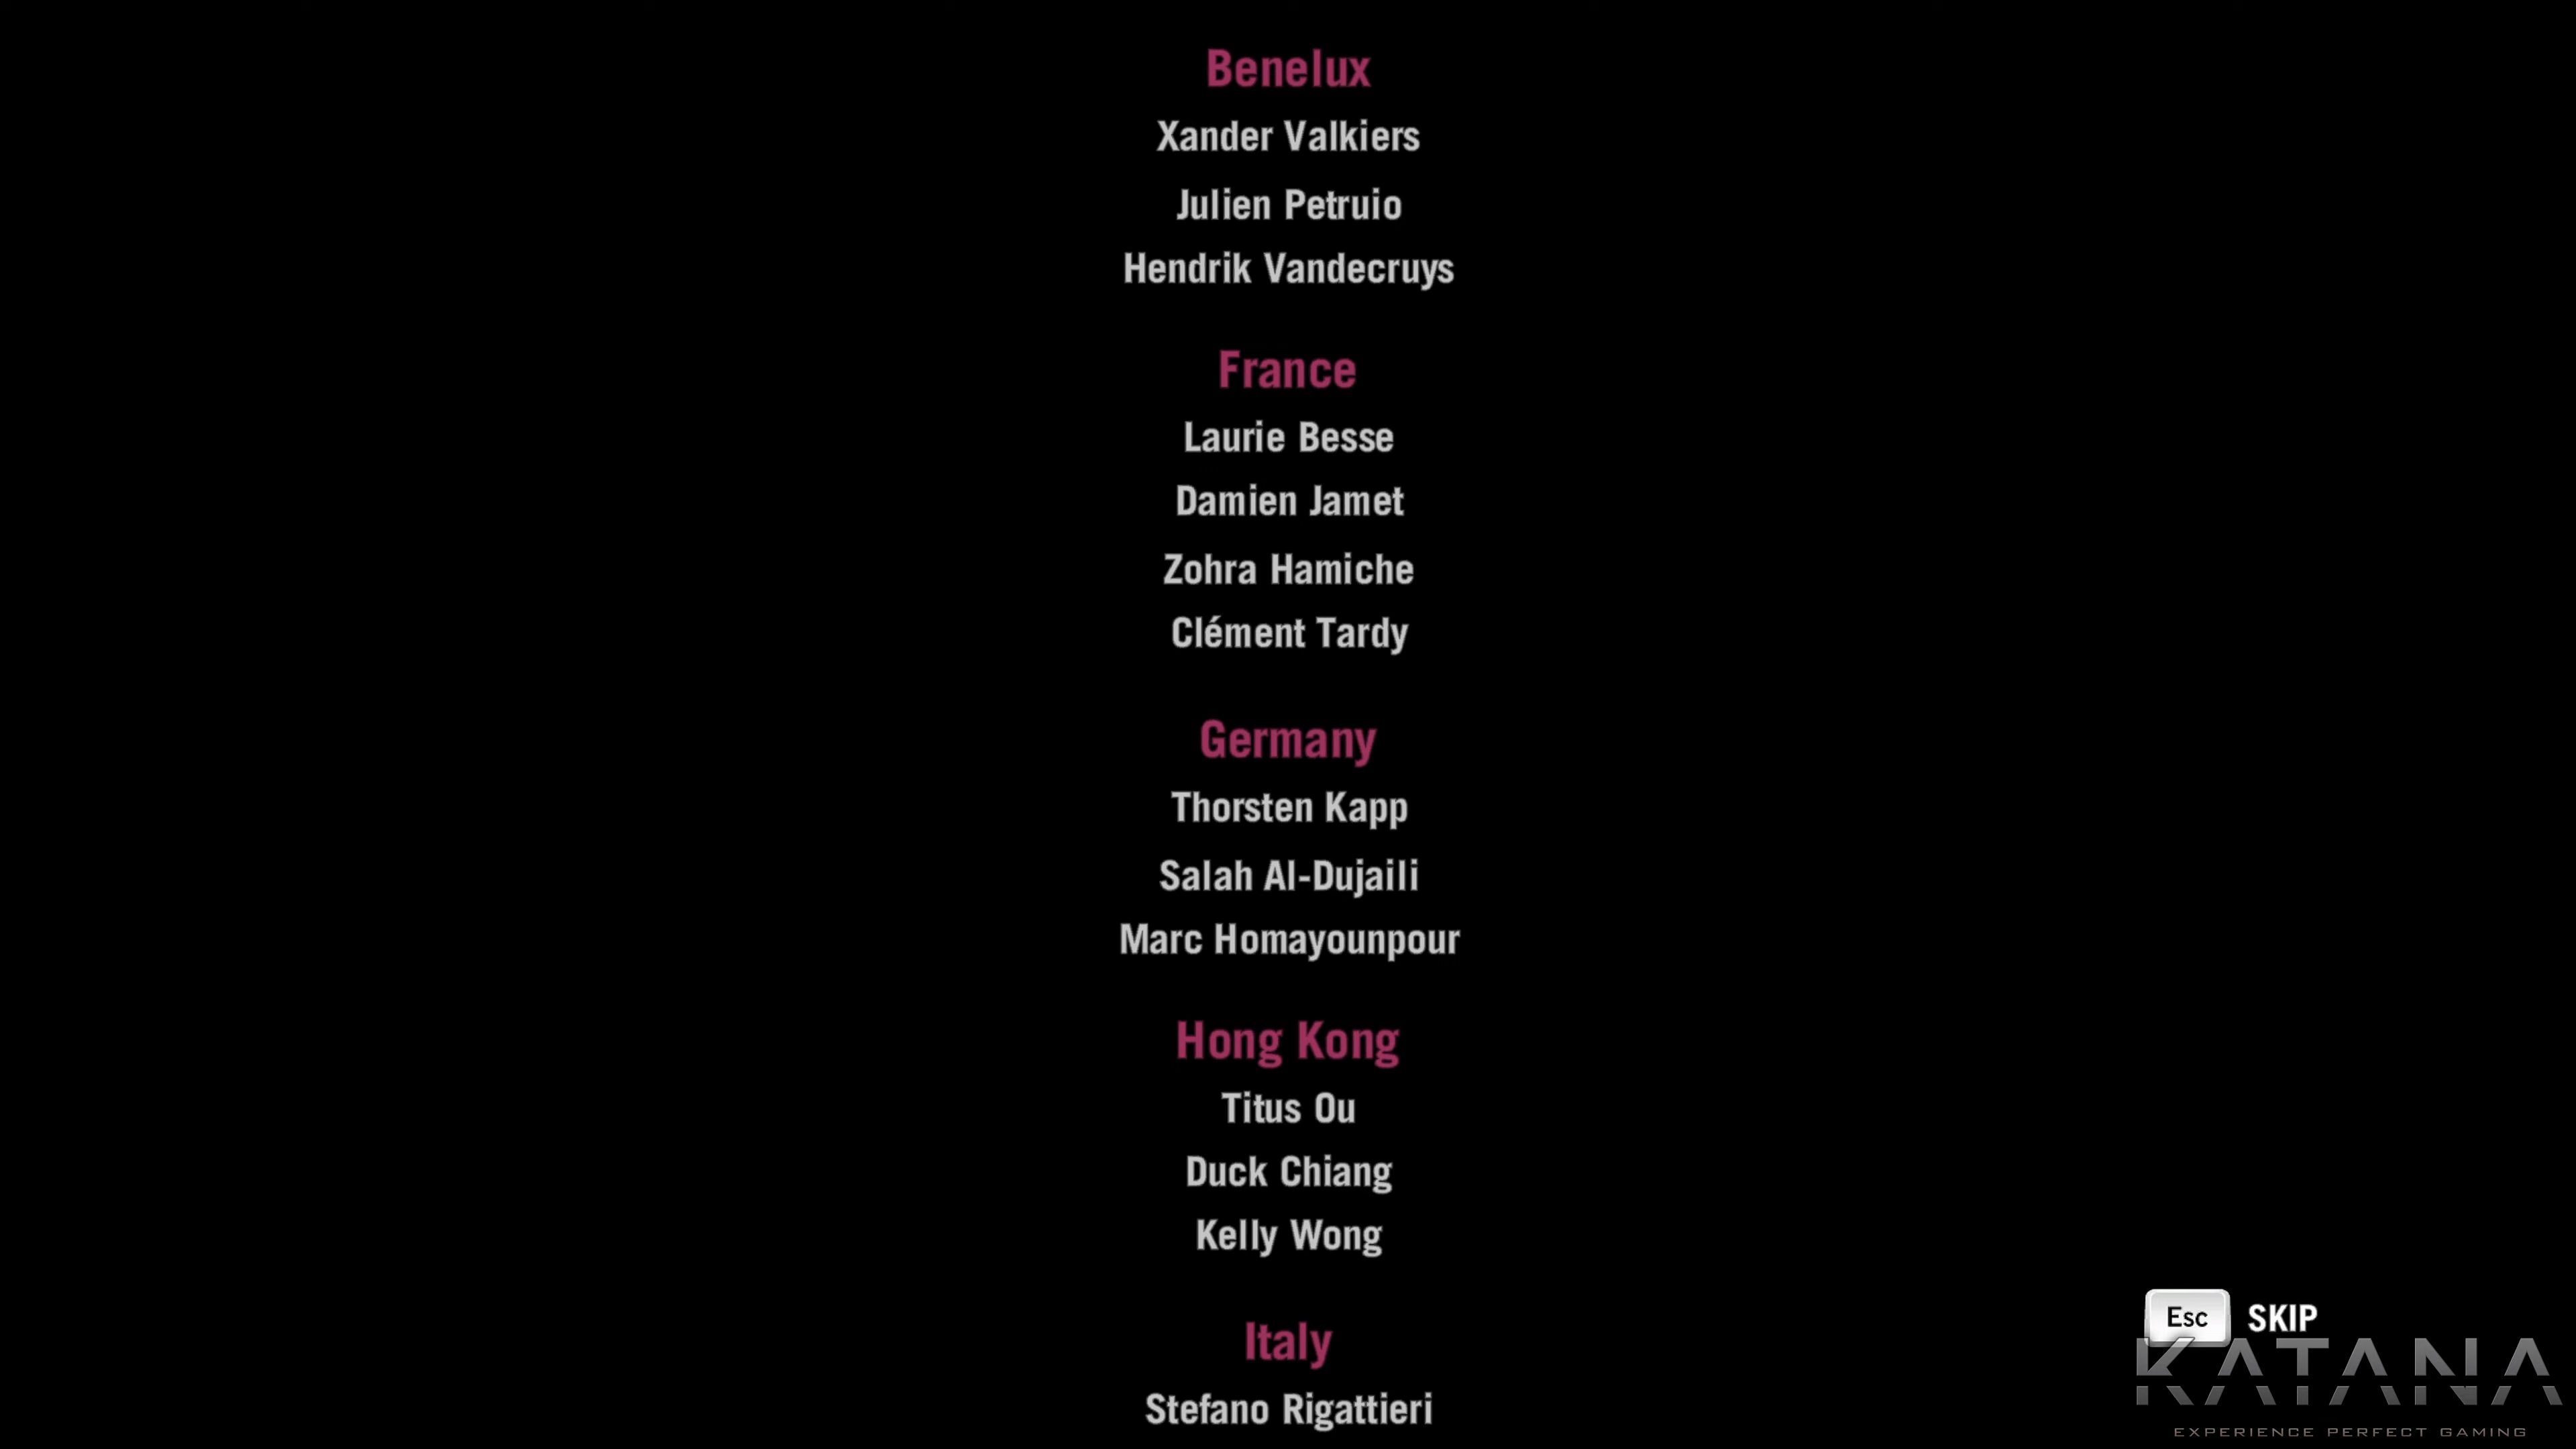 Benelux
Xander Valkiers
Julien Petruio
Hendrik Vandecruys
France
Laurie Besse
Damien Jamet
Zohra Hamiche
Clément Tardy
Germany
Thorsten Kapp
Salah Al-Dujaili
Marc Homayounpour
Hong Kong
Titus Ou
Duck Chiang
Kelly Wong
Italy
Stefano Rigattieri
Esc SKIP
KATANA
EXPERIENCE PERFECT GAMING